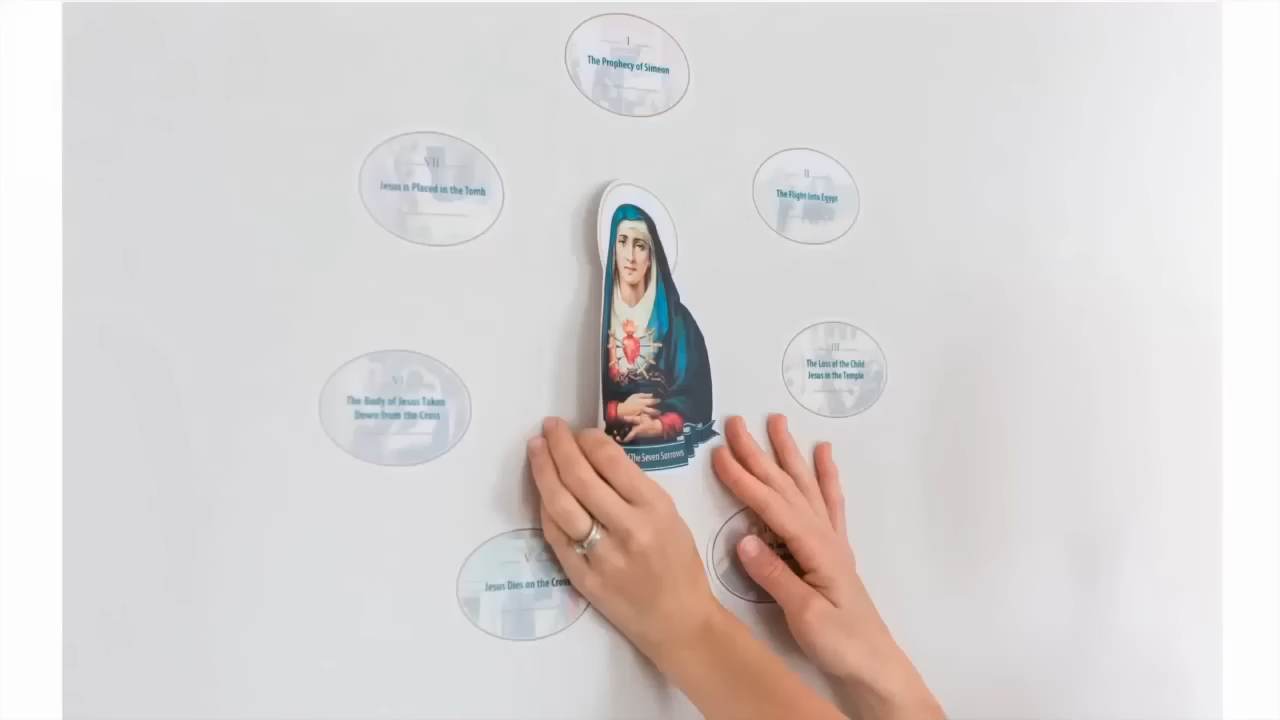 I
The Prophecy of Simeon
II
The Flight Into Egypt
III
The Loss of the Child
Jesus in the Temple
V
Jesus Dies on the Cross
VI
The Body of Jesus Taken
Down from the Cross
VII
Jesus is Placed in the Tomb
The Seven Sorrows